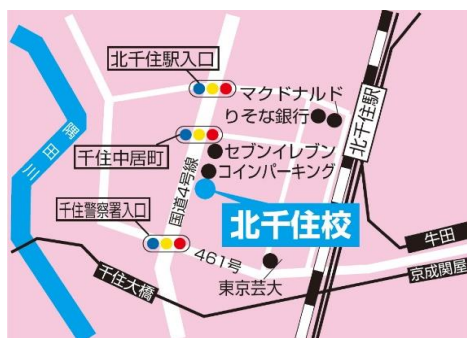 北千住駅入口
マクドナルド
りそな銀行
北千住駅
千住中居町
セブンイレブン
コインパーキング
隅田川
国道4号線
北千住校
千住警察署入口
461号
牛田
東京芸大
京成関屋
千住大橋